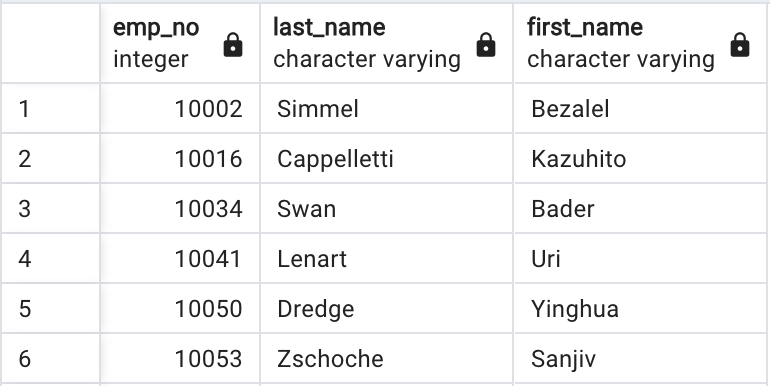 emp_no last_name first_name
integer character varying character varying
1 10002 Simmel Bezalel
2 10016 Cappelletti Kazuhito
3 10034 Swan Bader
4 10041 Lenart Uri
5 10050 Dredge Yinghua
6 10053 Zschoche Sanjiv